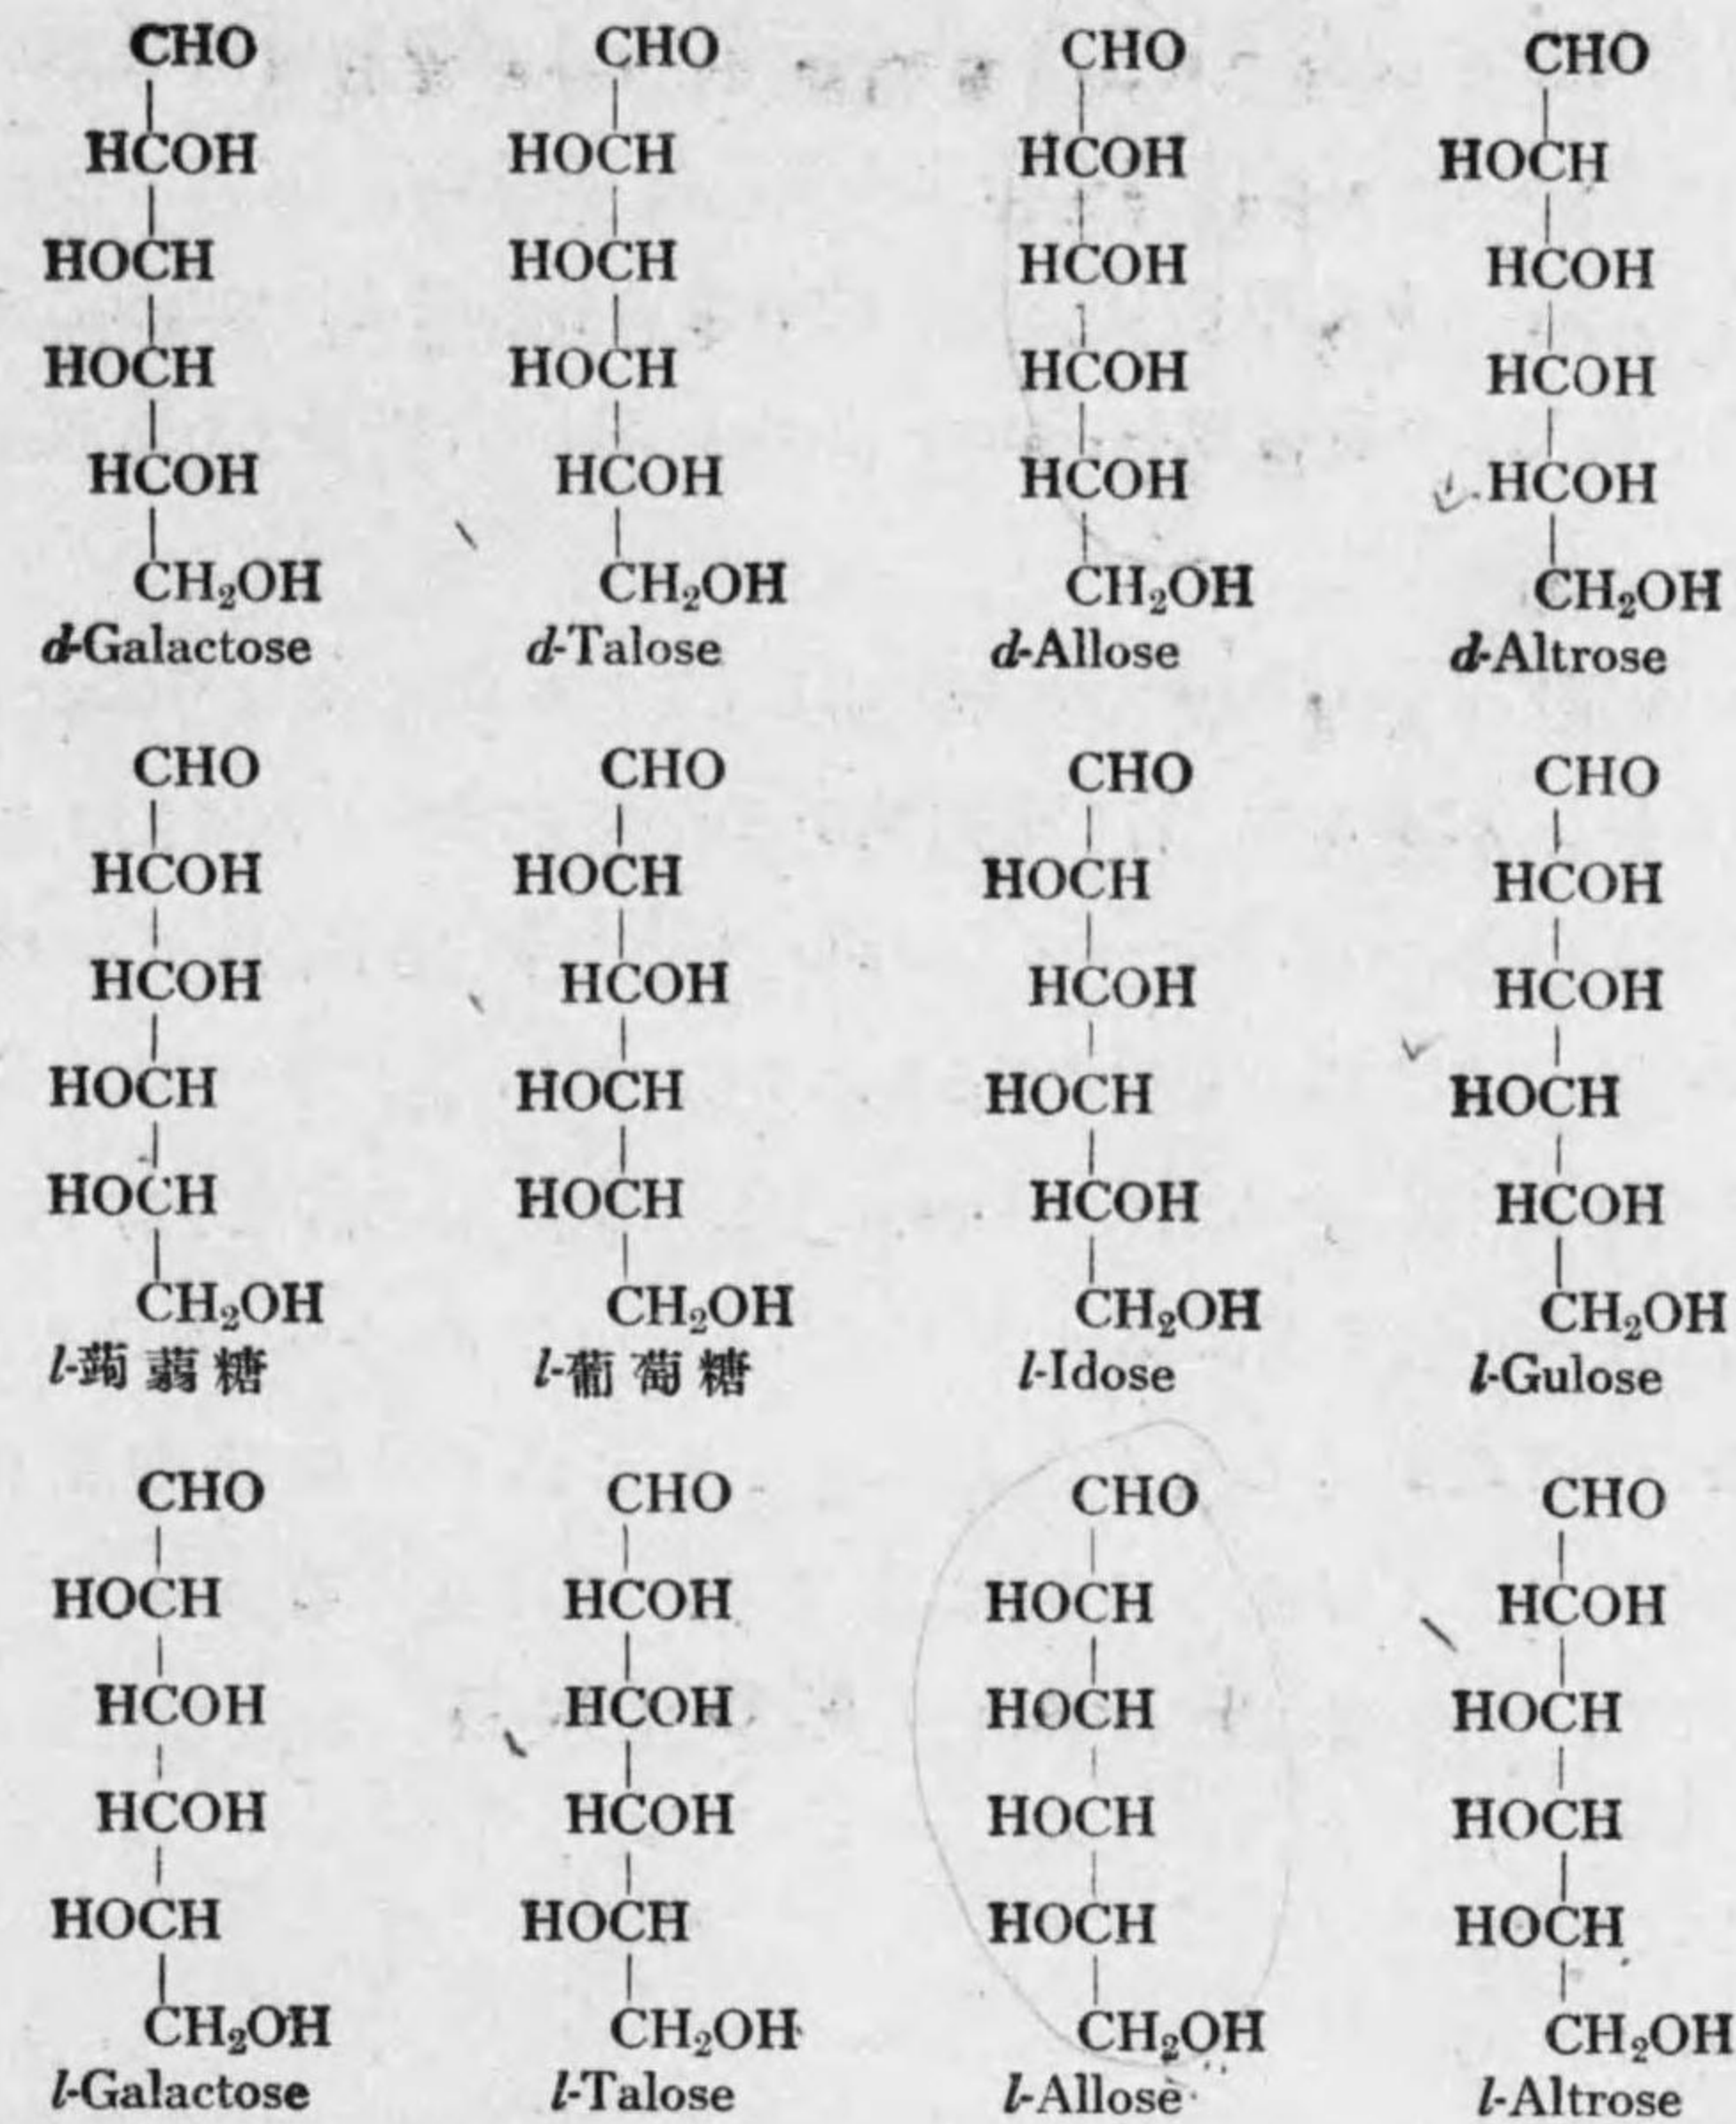 CHO CHO CHO CHO
HCOH HOCH HCOH HOCH
HOCH HOCH HCOH HCOH
HOCH HOCH HCOH HCOH
HCOH HCOH HCOH HCOH
CH₂OH CH₂OH CH₂OH CH₂OH
d-Galactose d-Talose d-Allose d-Altrose
CHO CHO CHO CHO
HCOH HOCH HOCH HCOH
HCOH HCOH HCOH HCOH
HOCH HOCH HOCH HOCH
HOCH HOCH HCOH HCOH
CH₂OH CH₂OH CH₂OH CH₂OH
l-蒟蒻糖 l-葡萄糖 l-Idose l-Gulose
CHO CHO CHO CHO
HOCH HCOH HOCH HCOH
HCOH HCOH HOCH HOCH
HCOH HCOH HOCH HOCH
HOCH HOCH HOCH HOCH
CH₂OH CH₂OH CH₂OH CH₂OH
l-Galactose l-Talose l-Allose l-Altrose